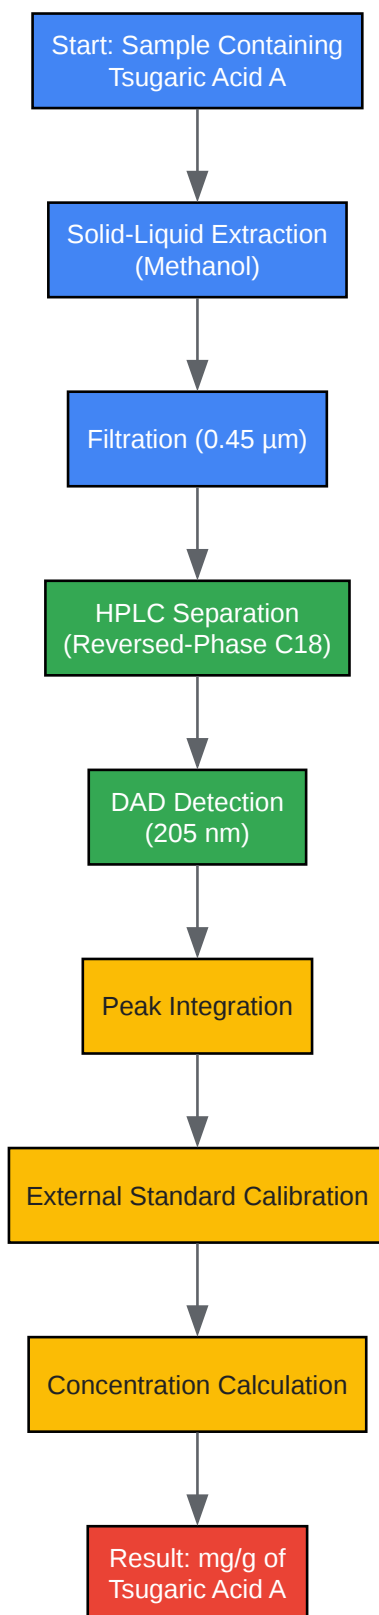 Start: Sample Containing
Tsugaric Acid A
Solid-Liquid Extraction
(Methanol)
Filtration (0.45 µm)
HPLC Separation
(Reversed-Phase C18)
DAD Detection
(205 nm)
Peak Integration
External Standard Calibration
Concentration Calculation
Result: mg/g of
Tsugaric Acid A